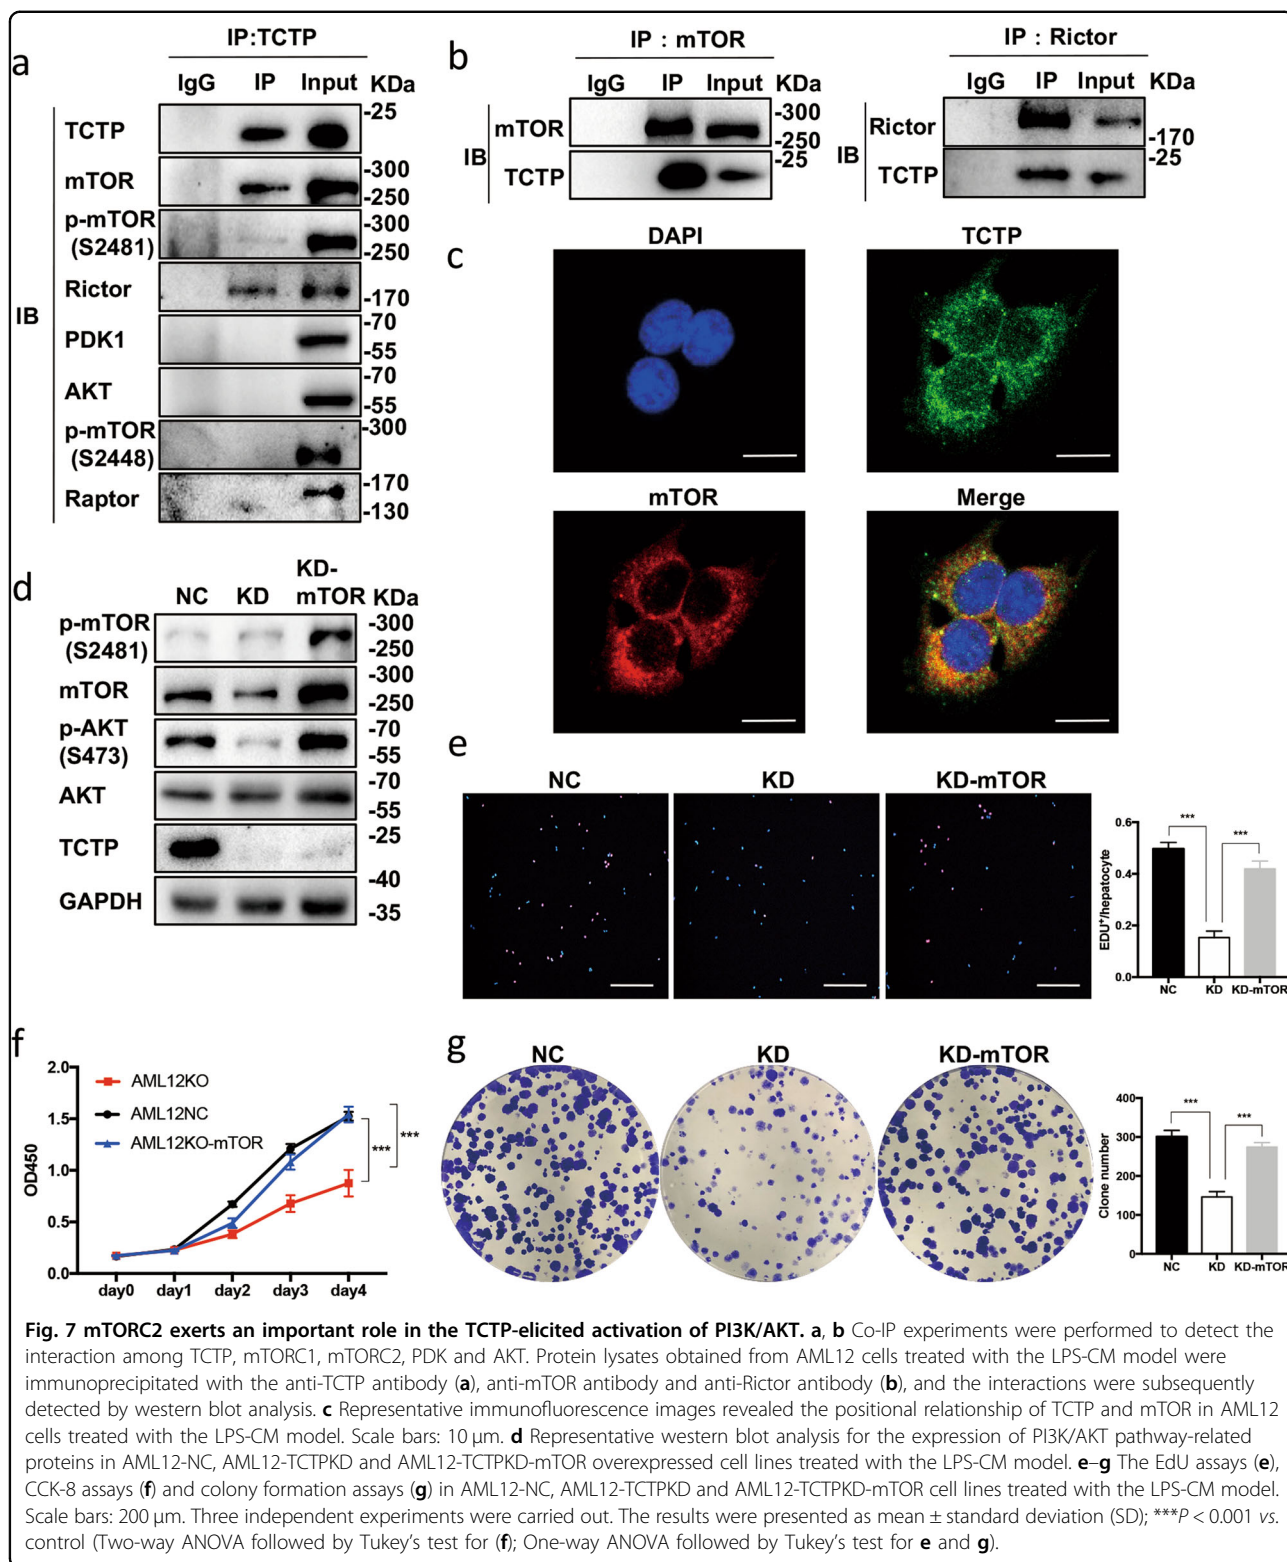 a
IP:TCTP
IgG IP Input KDa
IB
TCTP -25
mTOR -300
-250
p-mTOR -300
(S2481) -250
Rictor -170
PDK1 -70
-55
AKT -70
-55
p-mTOR -300
(S2448)
Raptor -170
-130
b
IP : mTOR
IgG IP Input KDa
IB
mTOR -300
-250
TCTP -25
IP : Rictor
IgG IP Input KDa
IB
Rictor -170
TCTP -25
c
DAPI TCTP
mTOR Merge
d
NC KD KD-
mTOR KDa
p-mTOR -300
(S2481) -250
mTOR -300
-250
p-AKT -70
(S473) -55
AKT -70
-55
TCTP -25
GAPDH -40
-35
e
NC KD KD-mTOR
EDU+/hepatocyte
0.6
0.4
0.2
0.0
*** ***
NC KD KD-mTOR
f
OD450
2.0
1.5
1.0
0.5
0.0
AML12KO
AML12NC
AML12KO-mTOR
*** ***
day0 day1 day2 day3 day4
g
NC KD KD-mTOR
Clone number
400
300
200
100
0
*** ***
NC KD KD-mTOR
Fig. 7 mTORC2 exerts an important role in the TCTP-elicited activation of PI3K/AKT. a, b Co-IP experiments were performed to detect the
interaction among TCTP, mTORC1, mTORC2, PDK and AKT. Protein lysates obtained from AML12 cells treated with the LPS-CM model were
immunoprecipitated with the anti-TCTP antibody (a), anti-mTOR antibody and anti-Rictor antibody (b), and the interactions were subsequently
detected by western blot analysis. c Representative immunofluorescence images revealed the positional relationship of TCTP and mTOR in AML12
cells treated with the LPS-CM model. Scale bars: 10 μm. d Representative western blot analysis for the expression of PI3K/AKT pathway-related
proteins in AML12-NC, AML12-TCTPKD and AML12-TCTPKD-mTOR overexpressed cell lines treated with the LPS-CM model. e–g The EdU assays (e),
CCK-8 assays (f) and colony formation assays (g) in AML12-NC, AML12-TCTPKD and AML12-TCTPKD-mTOR cell lines treated with the LPS-CM model.
Scale bars: 200 μm. Three independent experiments were carried out. The results were presented as mean ± standard deviation (SD); ***P < 0.001 vs.
control (Two-way ANOVA followed by Tukey's test for (f); One-way ANOVA followed by Tukey's test for e and g).